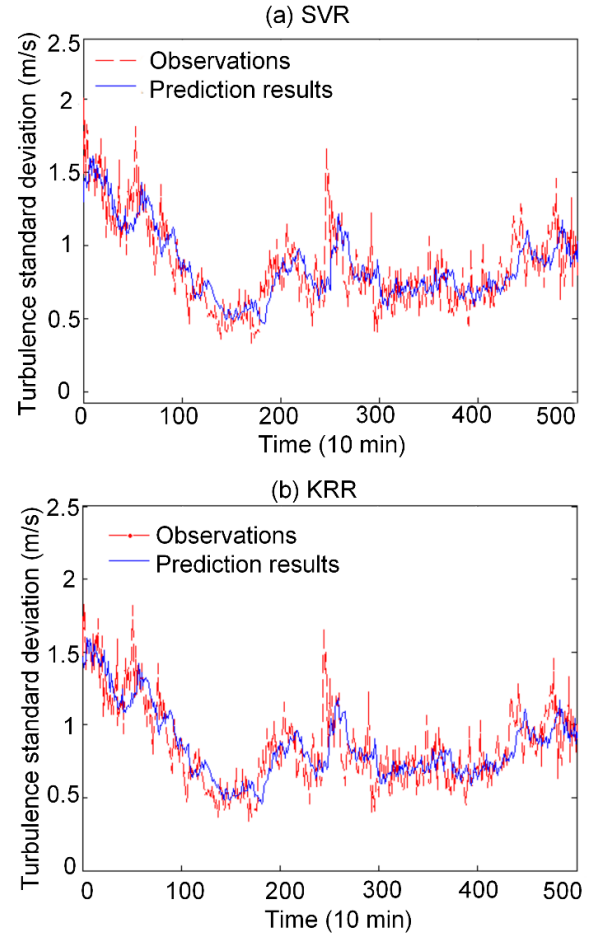 (a) SVR
2.5
2
1.5
1
0.5
0
Turbulence standard deviation (m/s)
Observations
Prediction results
0 100 200 300 400 500
Time (10 min)
(b) KRR
2.5
2
1.5
1
0.5
0
Turbulence standard deviation (m/s)
Observations
Prediction results
0 100 200 300 400 500
Time (10 min)